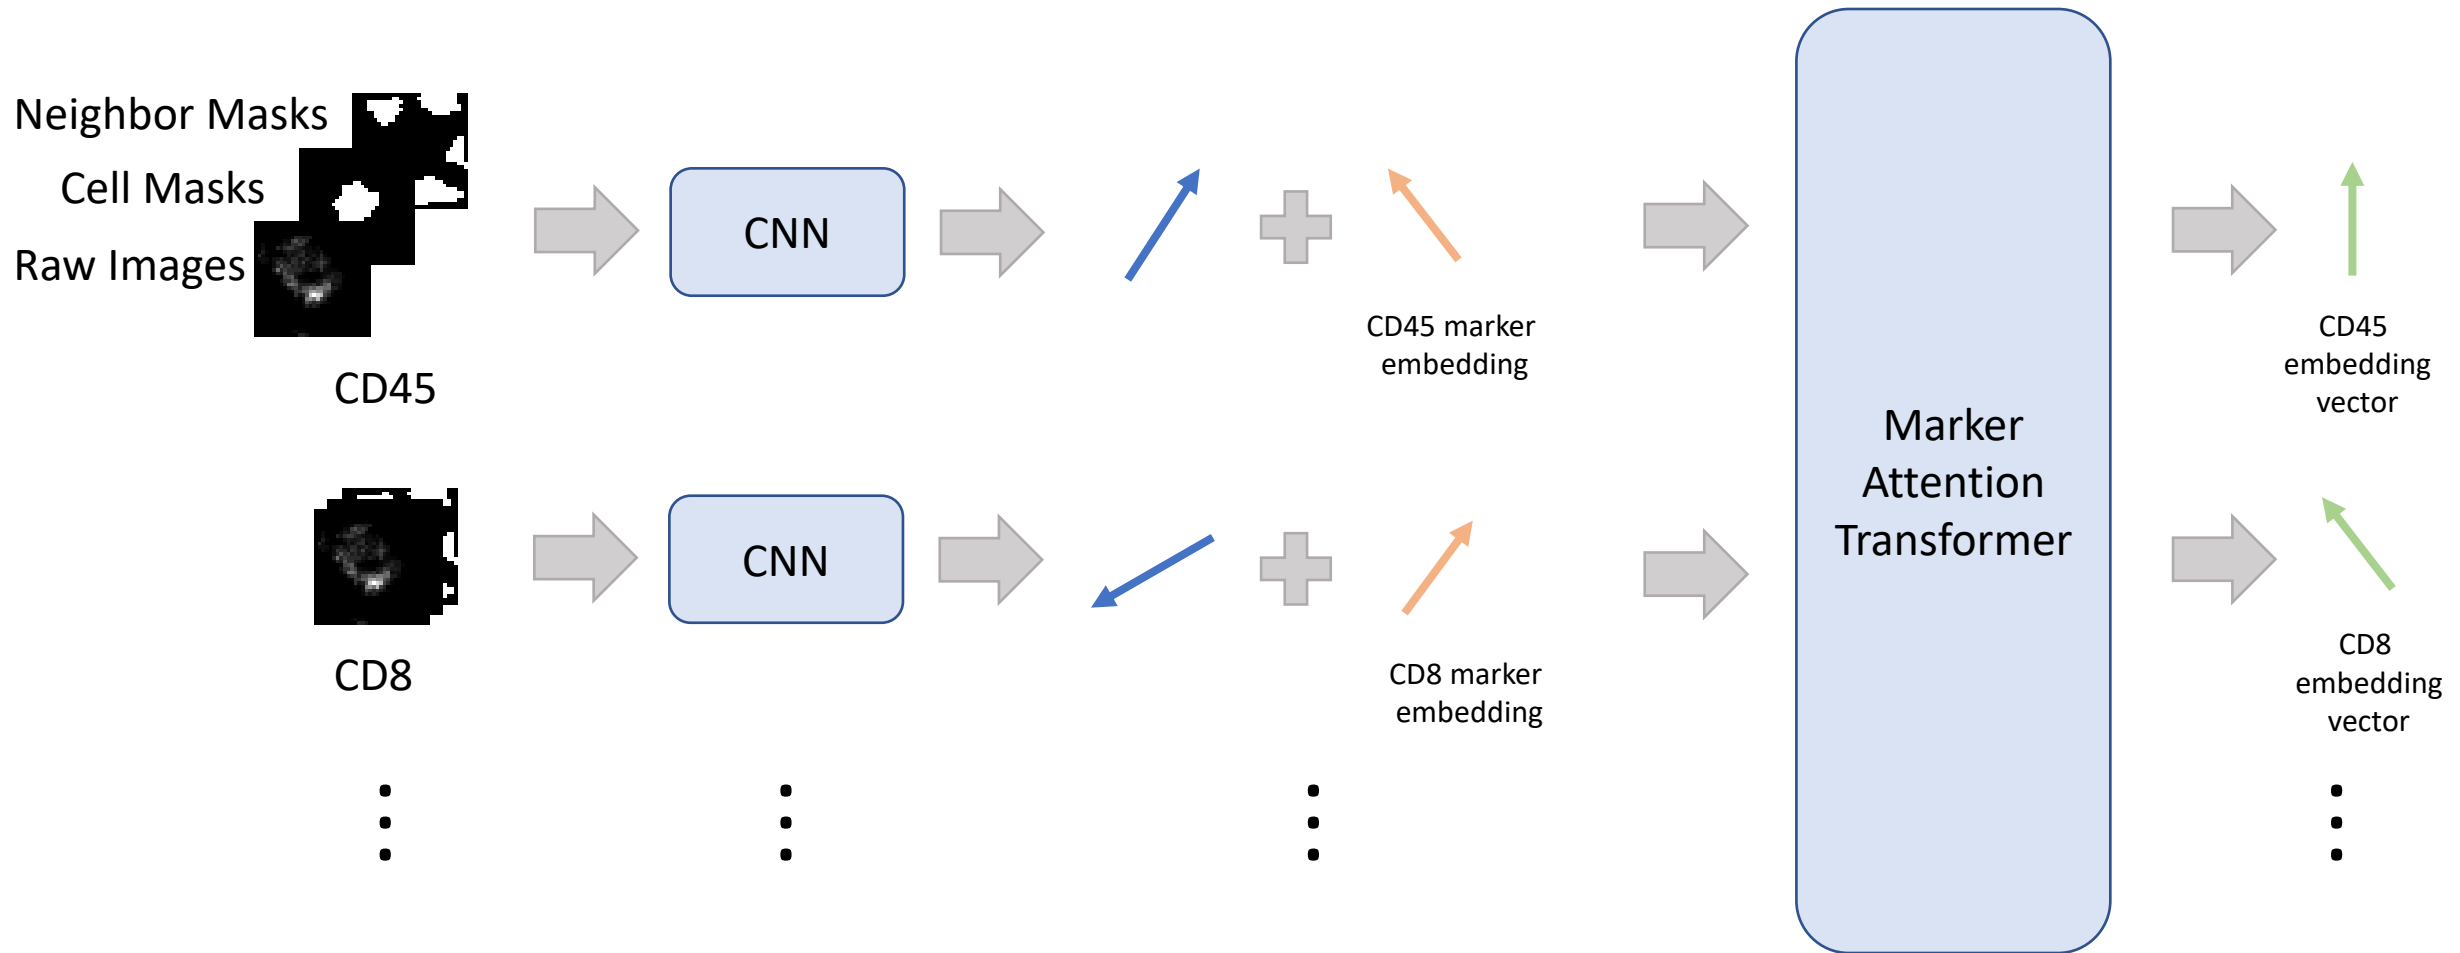 Neighbor Masks
Cell Masks
Raw Images
CD45
CNN
CD45 marker
embedding
CD45
embedding
vector
Marker
Attention
Transformer
CD8
CNN
CD8 marker
embedding
CD8
embedding
vector